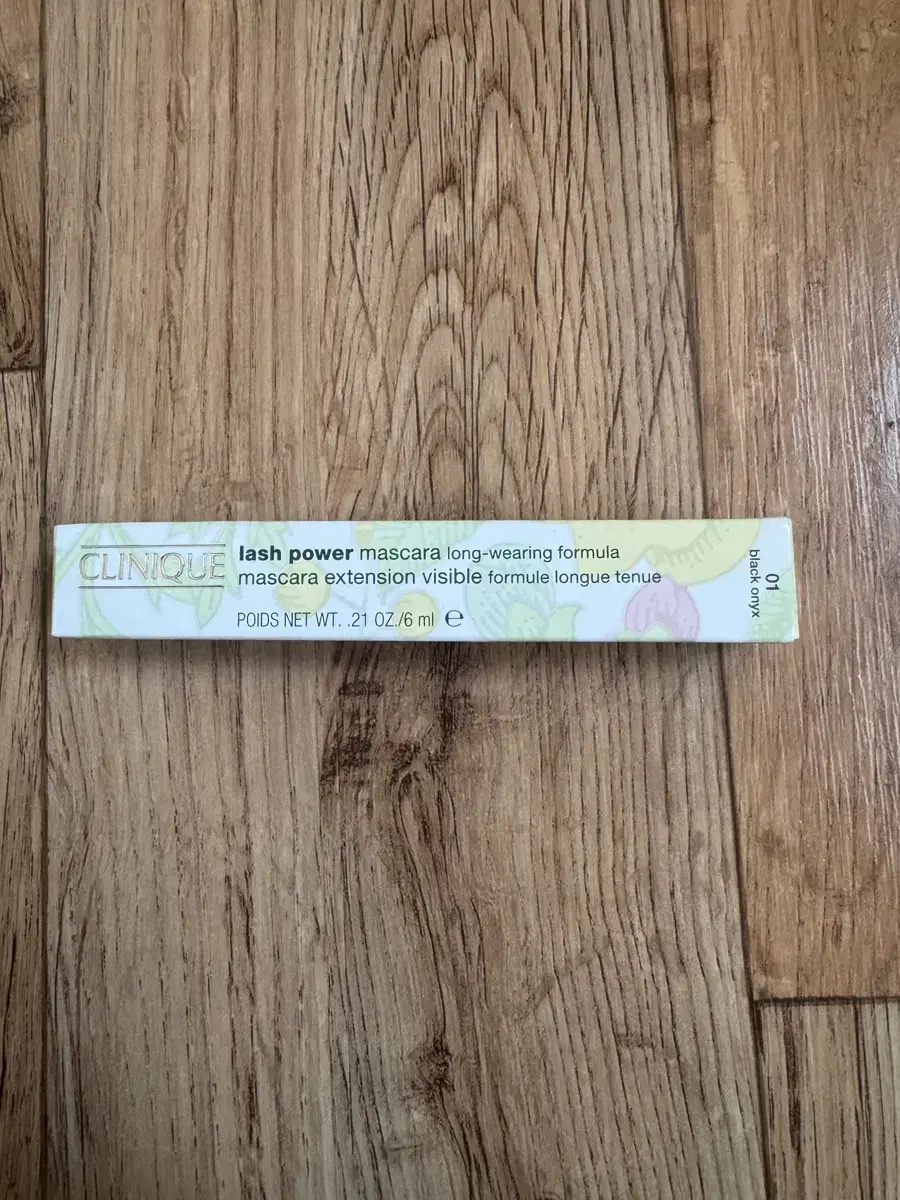 CLINIQUE
lash power mascara long-wearing formula
mascara extension visible formule longue tenue
POIDS NET WT. .21 OZ./6 ml ℮
01
black onyx